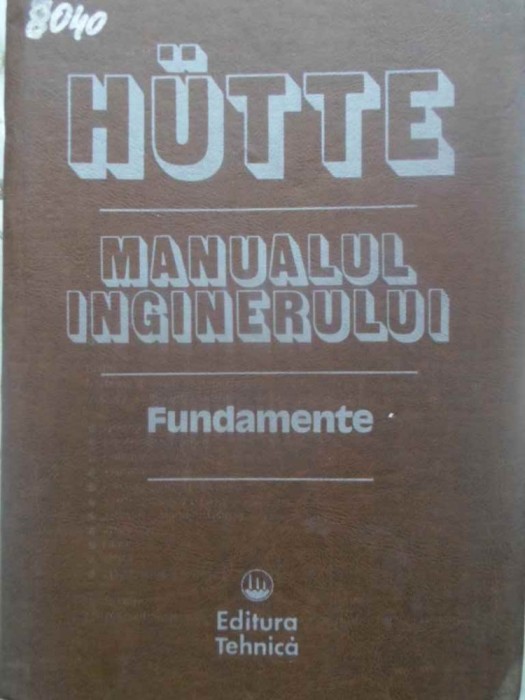 8040
HÜTTE
MANUALUL
INGINERULUI
Fundamente
Editura
Tehnică